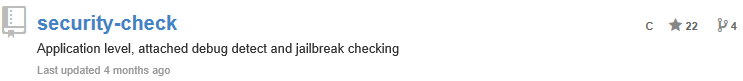 security-check C 22 4
Application level, attached debug detect and jailbreak checking
Last updated 4 months ago